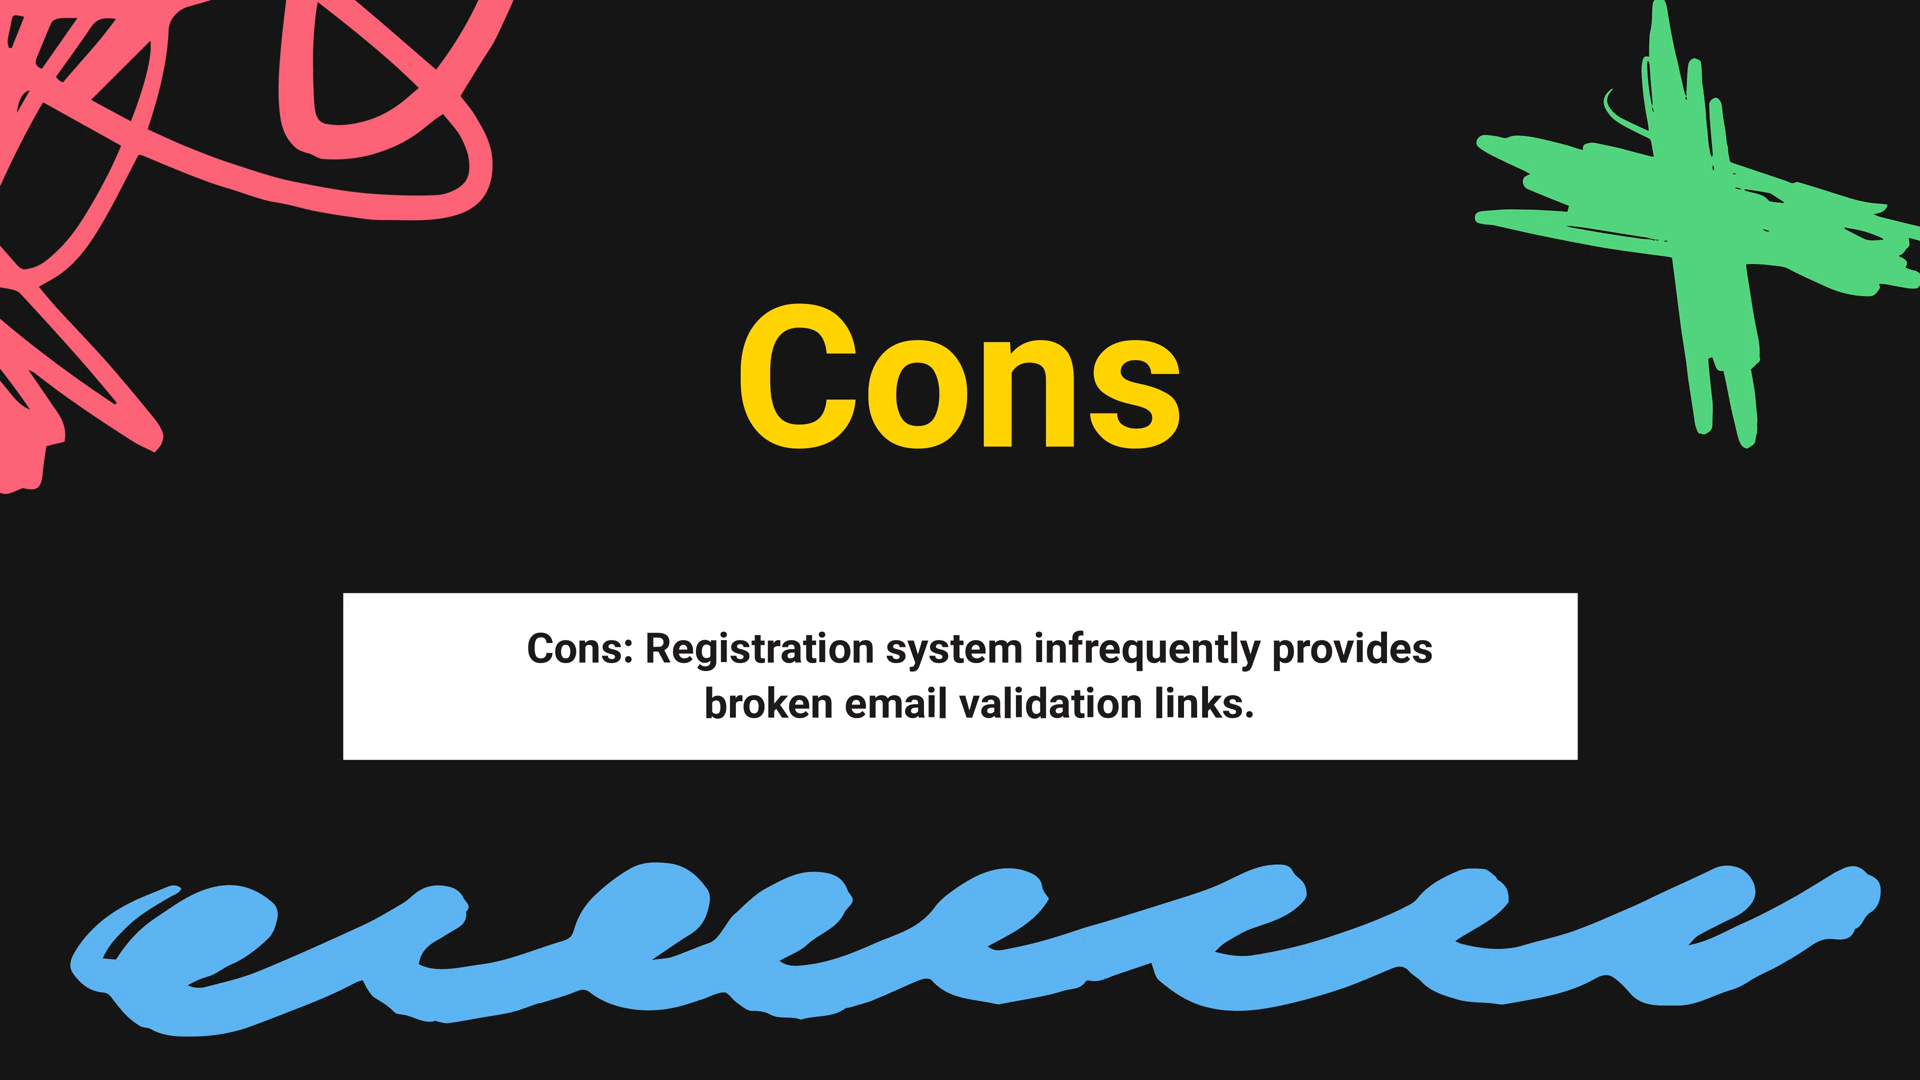 Cons
Cons: Registration system infrequently provides
broken email validation links.